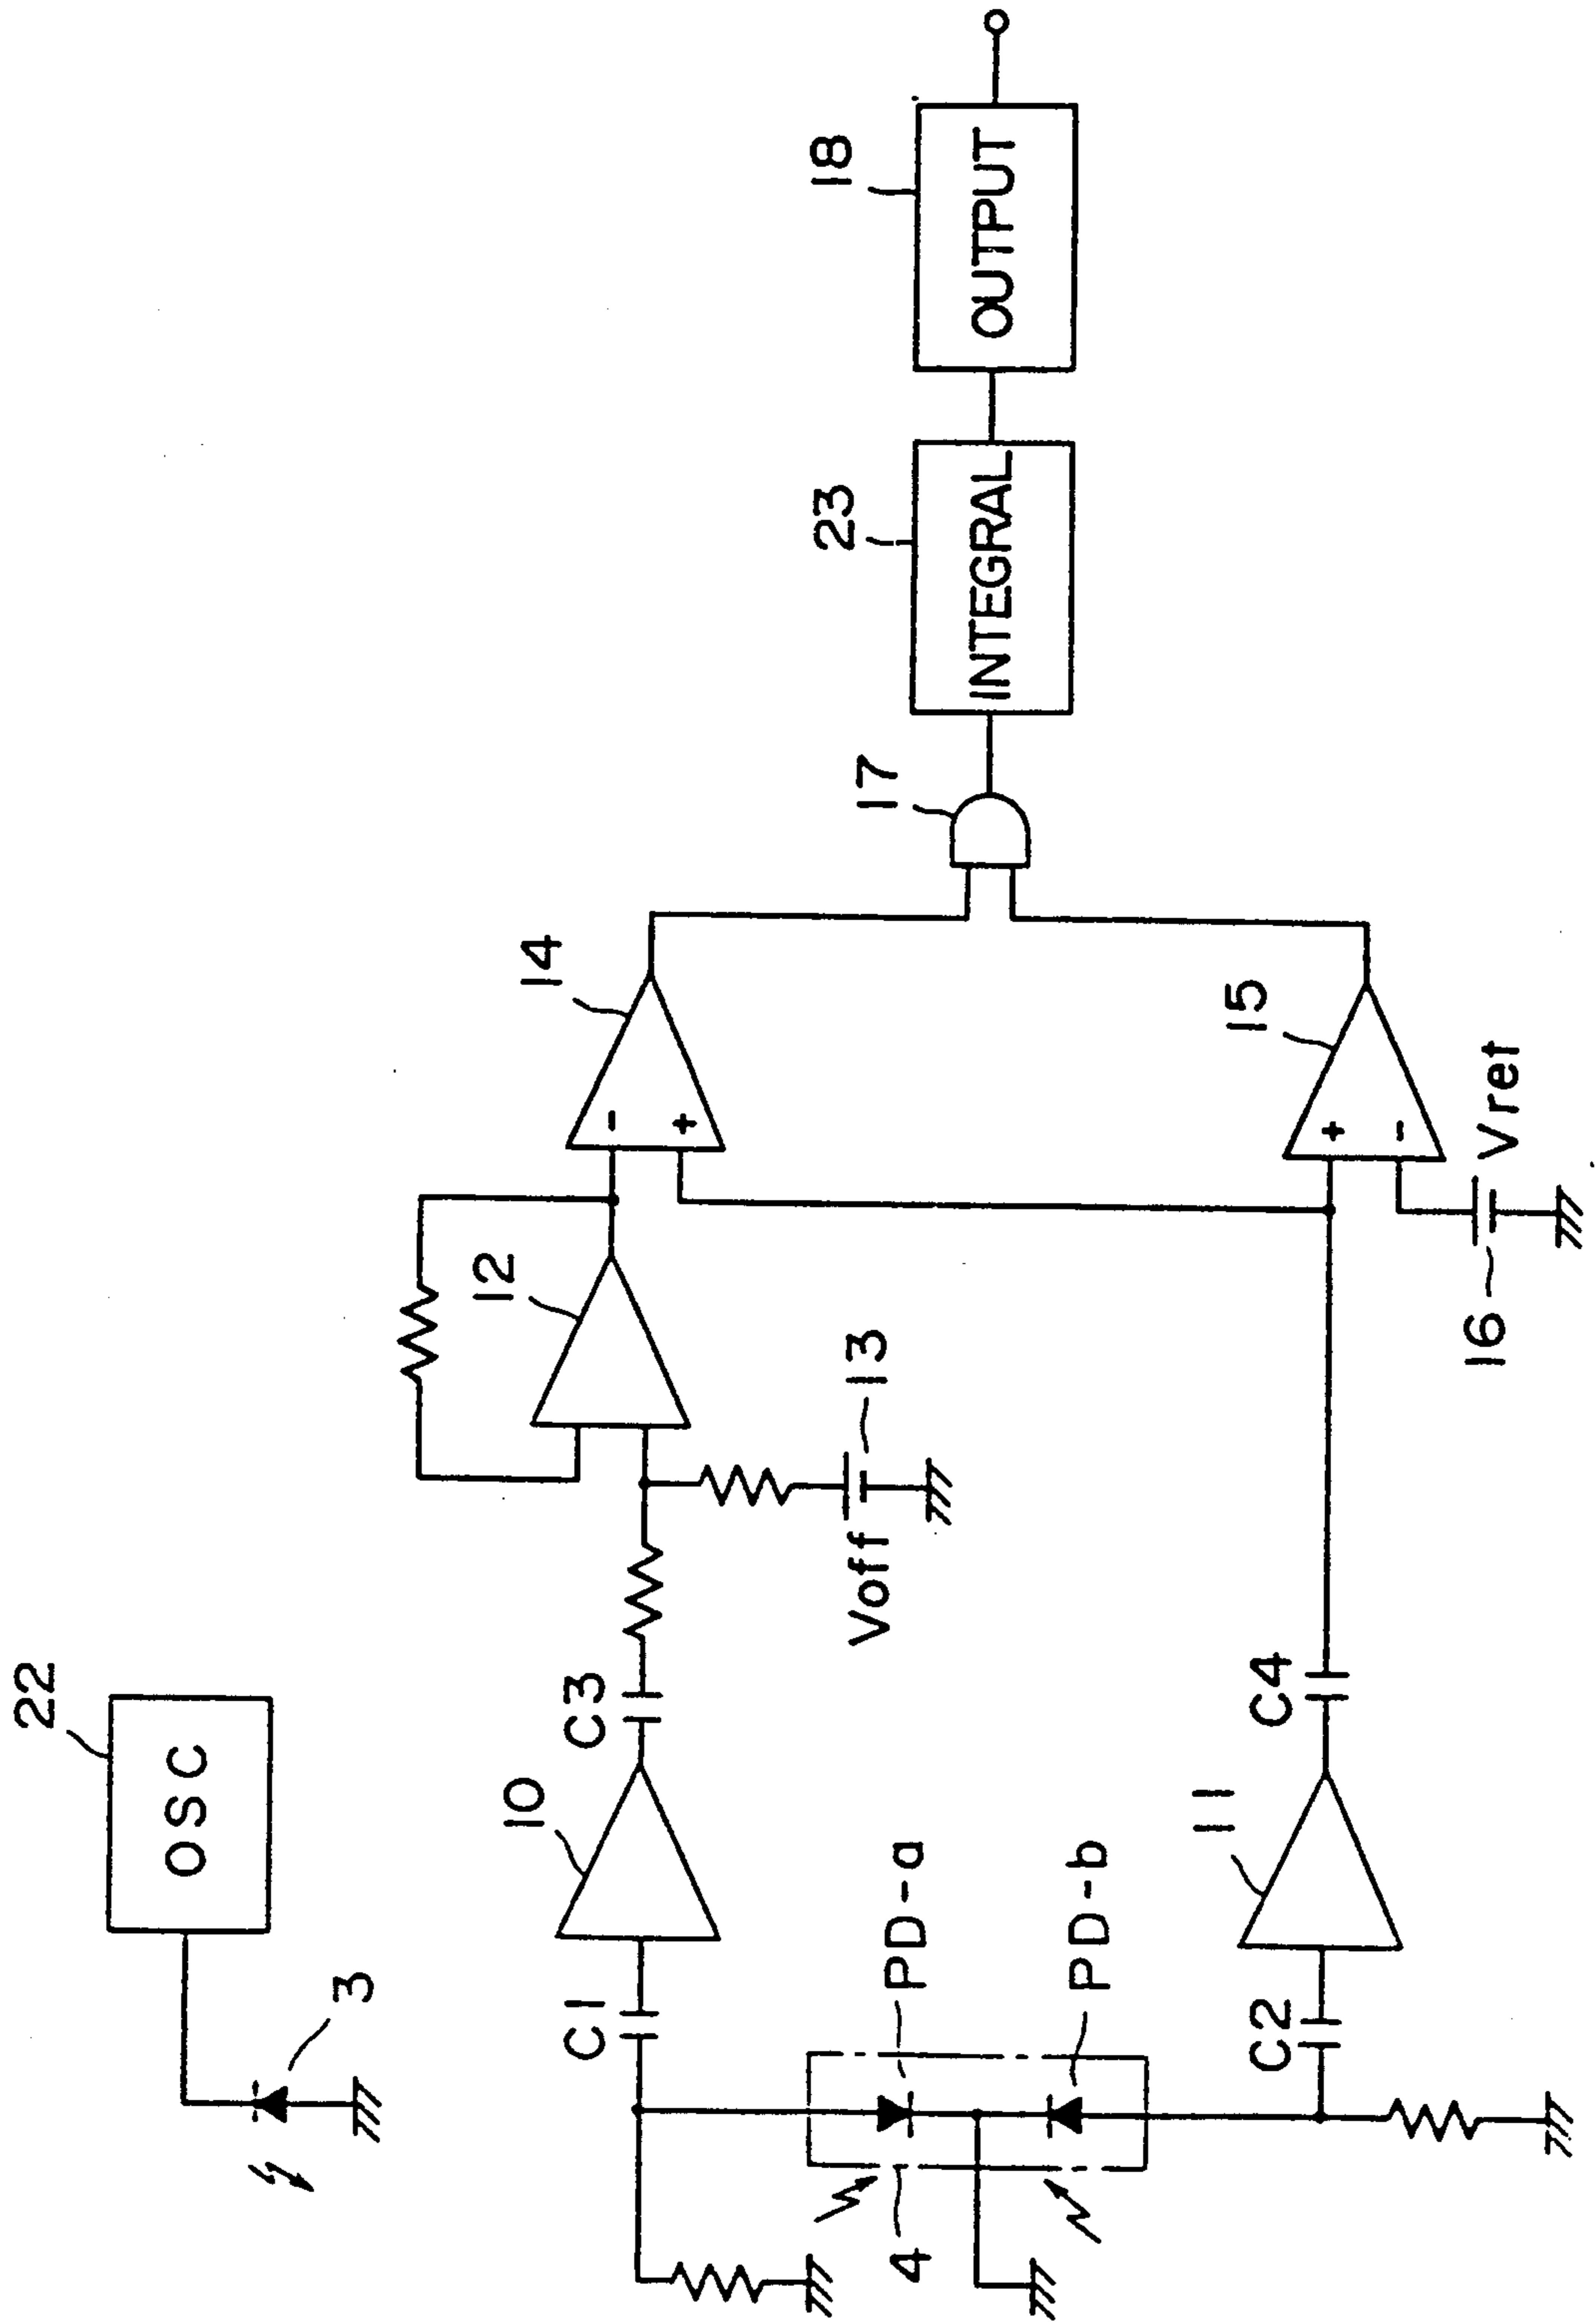 22
OSC
3
10
C1
C3
12
Voff
13
14
PD-a
PD-b
4
11
C2
C4
15
16
Vref
-
+
+
-
17
23
INTEGRAL
18
OUTPUT